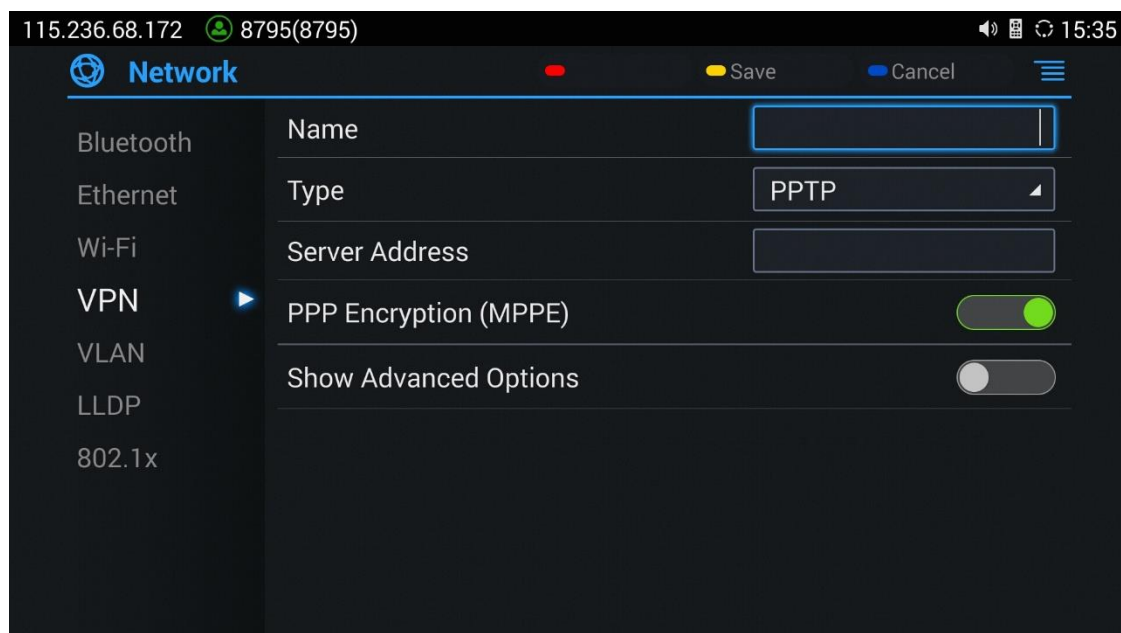 115.236.68.172 8795(8795) 15:35
Network Save Cancel
Bluetooth
Ethernet
Wi-Fi
VPN
VLAN
LLDP
802.1x
Name
Type PPTP
Server Address
PPP Encryption (MPPE)
Show Advanced Options